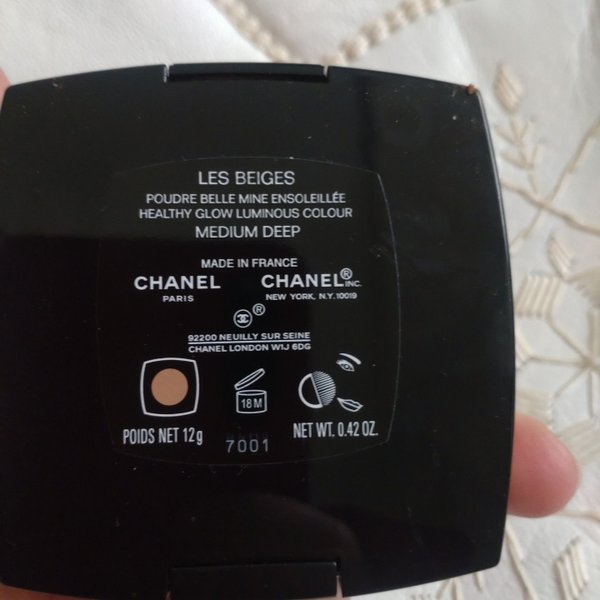 LES BEIGES
POUDRE BELLE MINE ENSOLEILLÉE
HEALTHY GLOW LUMINOUS COLOUR
MEDIUM DEEP
MADE IN FRANCE
CHANEL CHANEL® INC.
PARIS NEW YORK, N.Y. 10019
®
92200 NEUILLY SUR SEINE
CHANEL LONDON W1J 6DG
18M
POIDS NET 12g NET WT. 0.42 OZ.
7001